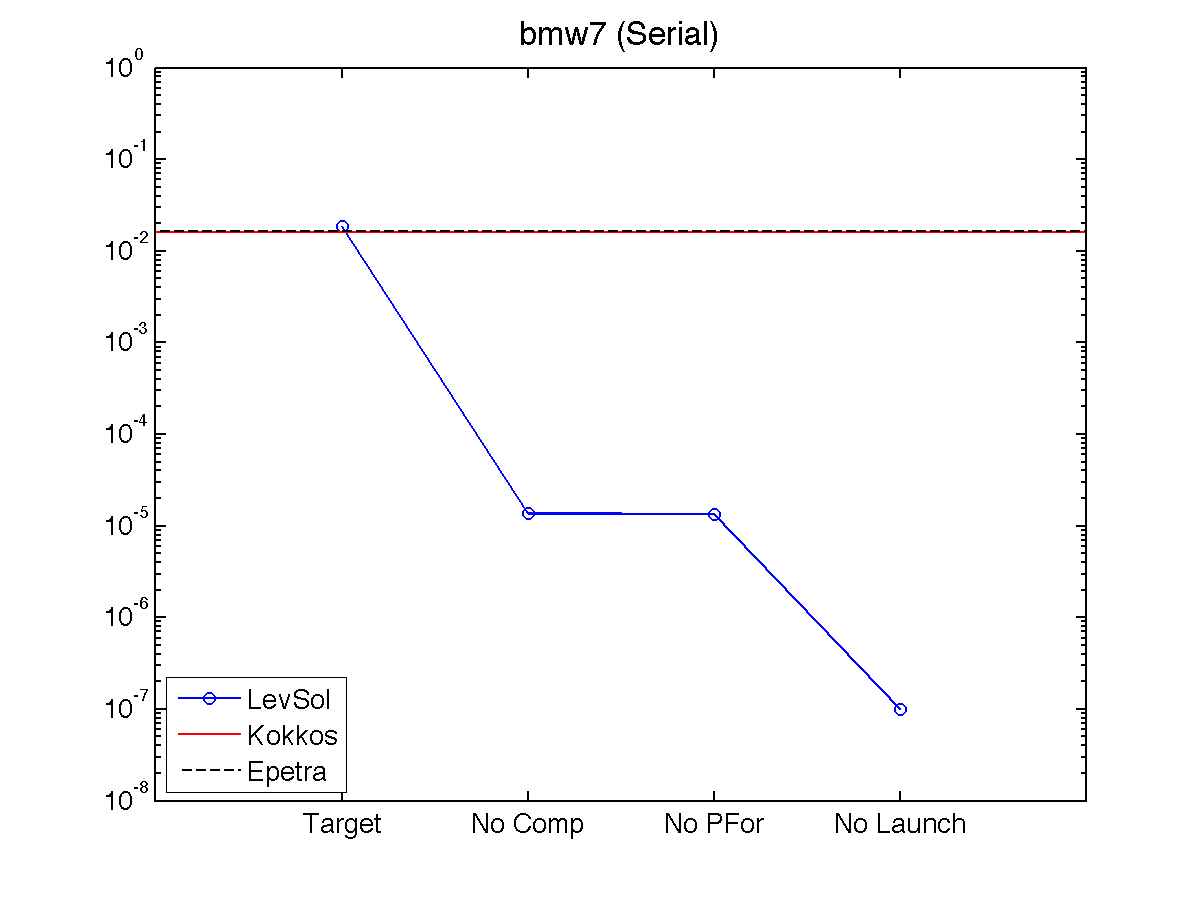 bmw7 (Serial)
10^0
10^-1
10^-2
10^-3
10^-4
10^-5
10^-6
10^-7
10^-8
LevSol
Kokkos
Epetra
Target No Comp No PFor No Launch